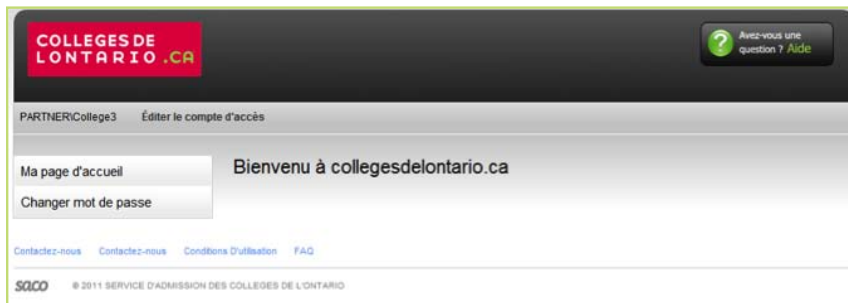 COLLEGES DE
LONTARIO.CA
Avez-vous une
question ? Aide
PARTNER\College3 Éditer le compte d'accès
Ma page d'accueil
Bienvenu à collegesdelontario.ca
Changer mot de passe
Contactez-nous Contactez-nous Conditions D'utilisation FAQ
saco © 2011 SERVICE D'ADMISSION DES COLLEGES DE L'ONTARIO